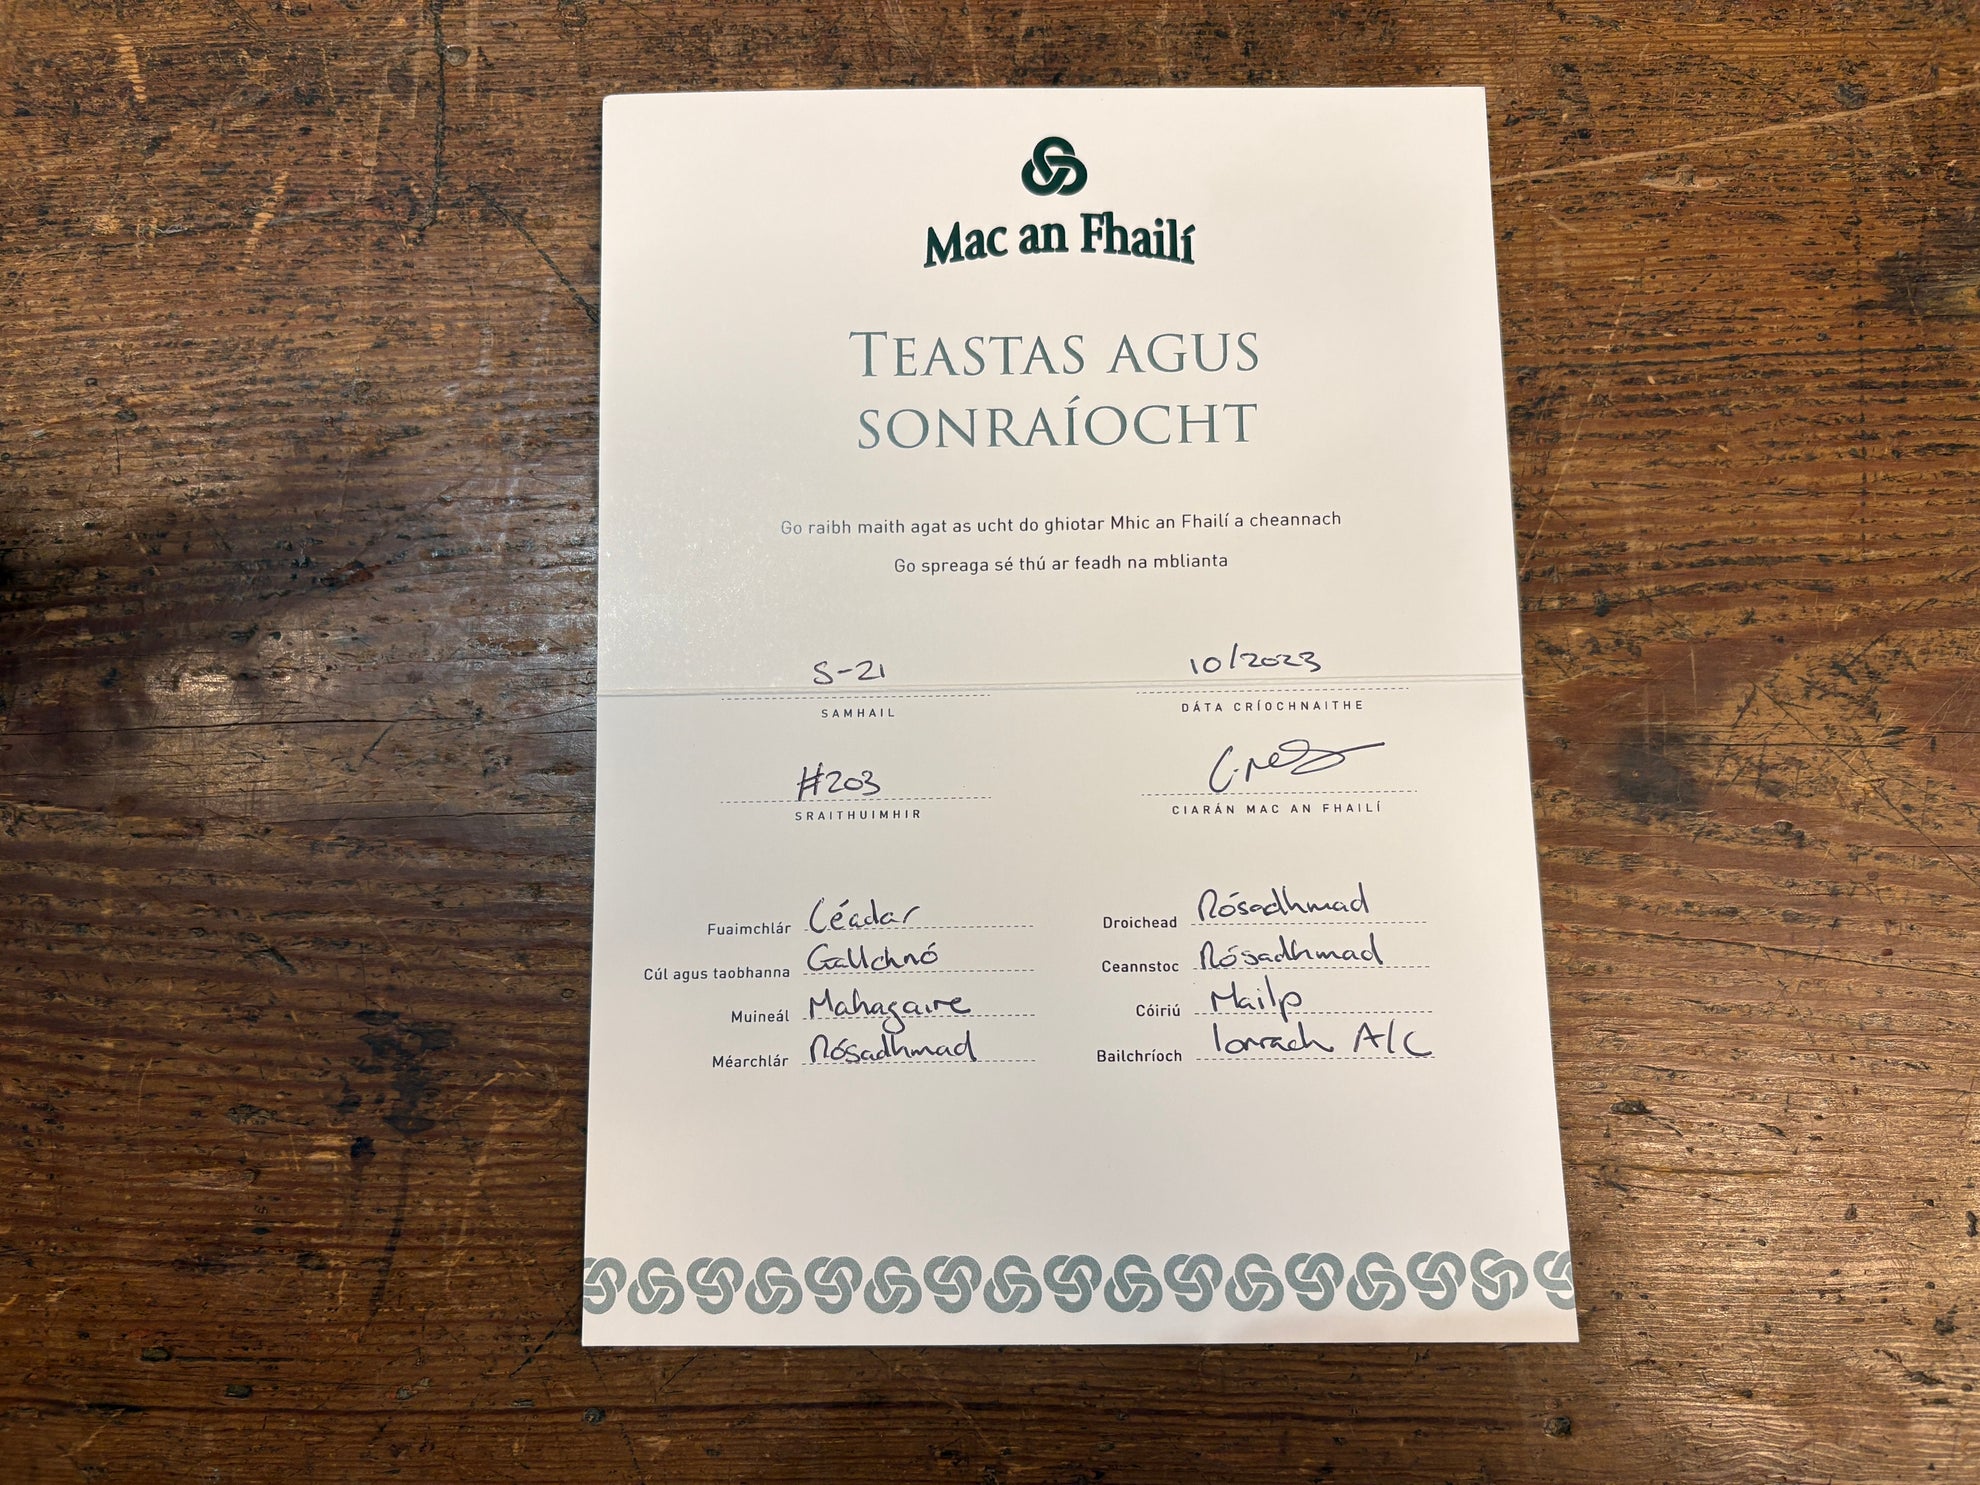 Mac an Fhailí
TEASTAS AGUS
SONRAÍOCHT
Go raibh maith agat as ucht do ghiotar Mhic an Fhailí a cheannach
Go spreaga sé thú ar feadh na mblianta
S-21
SAMHAIL
10/2023
DÁTA CRÍOCHNAITHE
#203
SRAITHUIMHIR
CIARÁN MAC AN FHAILÍ
Fuaimchlár Céadar
Cúl agus taobhanna Gallchnó
Muineál Mahagaire
Méarchlár Rósadhmad
Droichead Rósadhmad
Ceannstoc Rósadhmad
Cóiriú Mailp
Bailchríoch Ionrach A/C